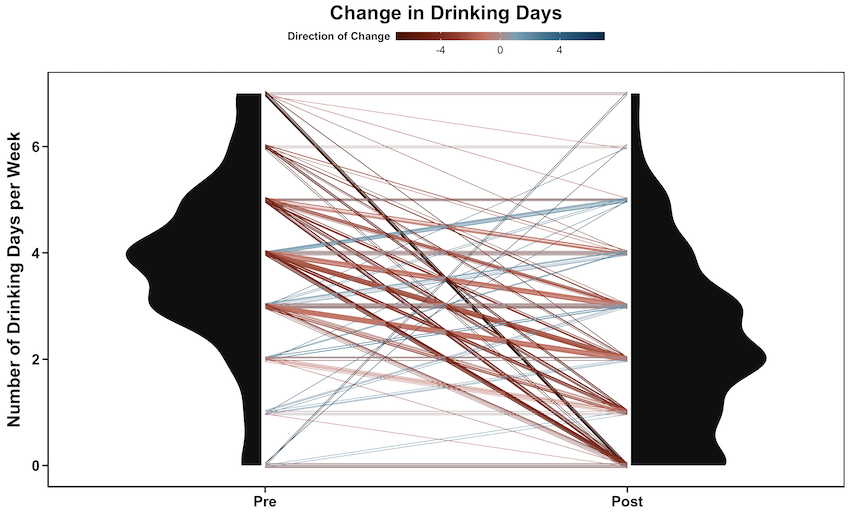 Change in Drinking Days
Direction of Change
-4 0 4
Number of Drinking Days per Week
6
4
2
0
Pre Post